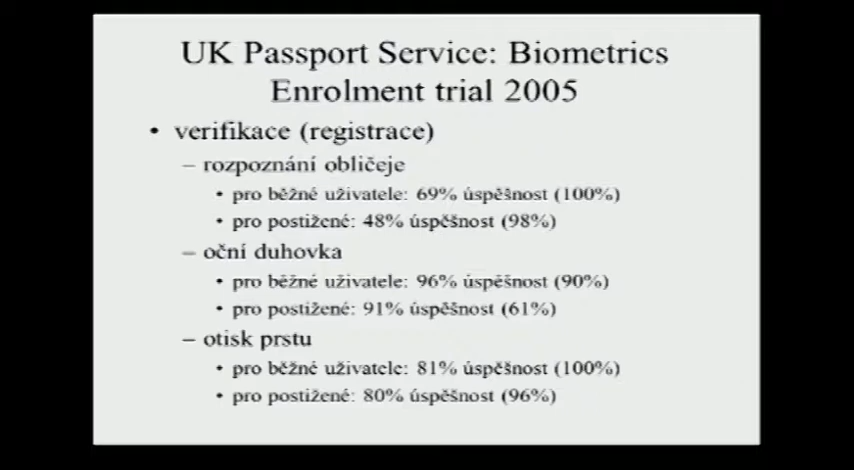 UK Passport Service: Biometrics
Enrolment trial 2005
• verifikace (registrace)
– rozpoznání obličeje
• pro běžné uživatele: 69% úspěšnost (100%)
• pro postižené: 48% úspěšnost (98%)
– oční duhovka
• pro běžné uživatele: 96% úspěšnost (90%)
• pro postižené: 91% úspěšnost (61%)
– otisk prstu
• pro běžné uživatele: 81% úspěšnost (100%)
• pro postižené: 80% úspěšnost (96%)